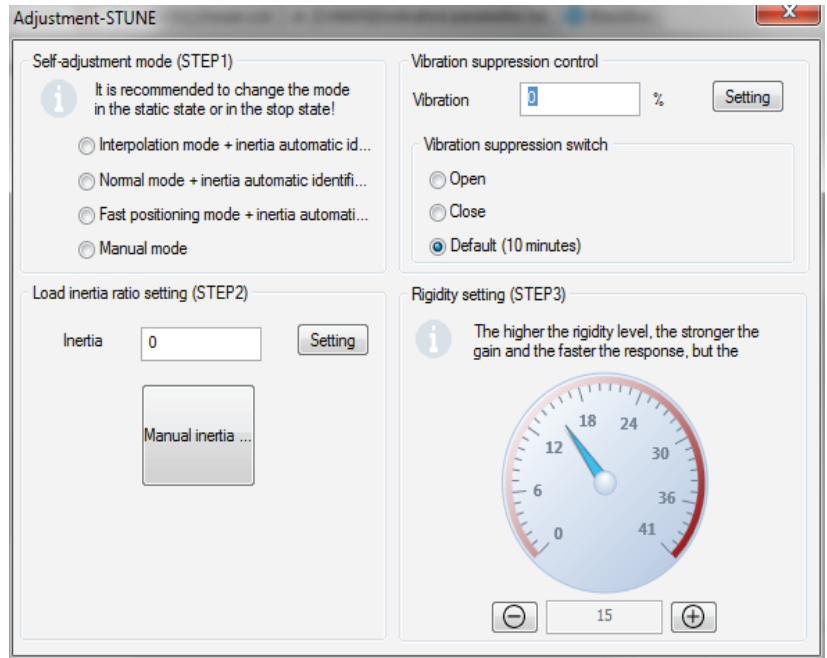 Adjustment-STUNE
Self-adjustment mode (STEP1)
It is recommended to change the mode
in the static state or in the stop state!
Interpolation mode + inertia automatic id...
Normal mode + inertia automatic identifi...
Fast positioning mode + inertia automati...
Manual mode
Vibration suppression control
Vibration 0 % Setting
Vibration suppression switch
Open
Close
Default (10 minutes)
Load inertia ratio setting (STEP2)
Inertia 0 Setting
Manual inertia ...
Rigidity setting (STEP3)
The higher the rigidity level, the stronger the
gain and the faster the response, but the
18 24
12 30
6 36
0 41
15